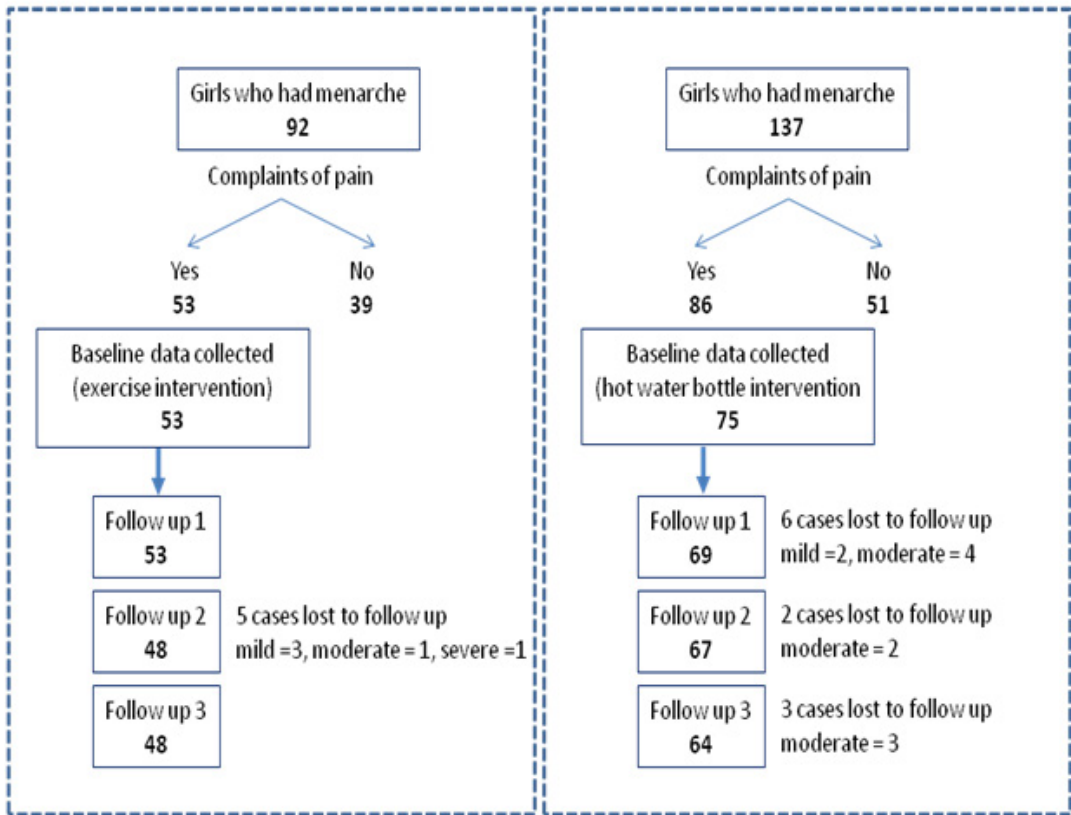 Girls who had menarche
92
Complaints of pain
Yes
53
No
39
Baseline data collected
(exercise intervention)
53
Follow up 1
53
Follow up 2
48
5 cases lost to follow up
mild =3, moderate = 1, severe =1
Follow up 3
48
Girls who had menarche
137
Complaints of pain
Yes
86
No
51
Baseline data collected
(hot water bottle intervention
75
Follow up 1
69
6 cases lost to follow up
mild =2, moderate = 4
Follow up 2
67
2 cases lost to follow up
moderate = 2
Follow up 3
64
3 cases lost to follow up
moderate = 3